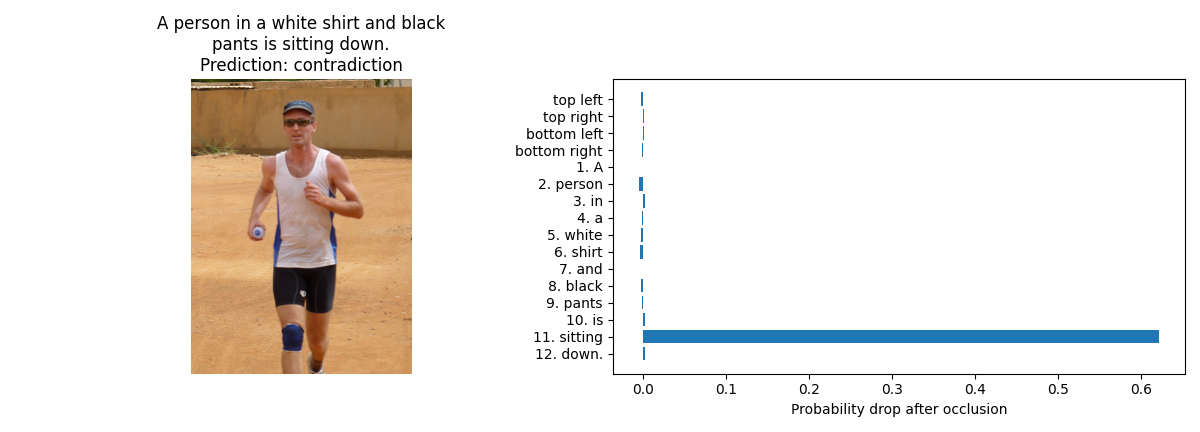 A person in a white shirt and black
pants is sitting down.
Prediction: contradiction
top left
top right
bottom left
bottom right
1. A
2. person
3. in
4. a
5. white
6. shirt
7. and
8. black
9. pants
10. is
11. sitting
12. down.
0.0 0.1 0.2 0.3 0.4 0.5 0.6
Probability drop after occlusion